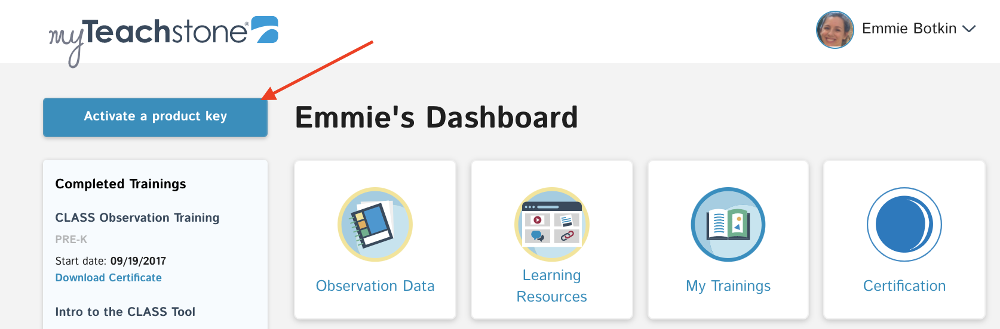 myTeachstone®
Emmie Botkin
Activate a product key
Emmie's Dashboard
Completed Trainings
CLASS Observation Training
PRE-K
Start date: 09/19/2017
Download Certificate
Intro to the CLASS Tool
Observation Data
Learning
Resources
My Trainings
Certification